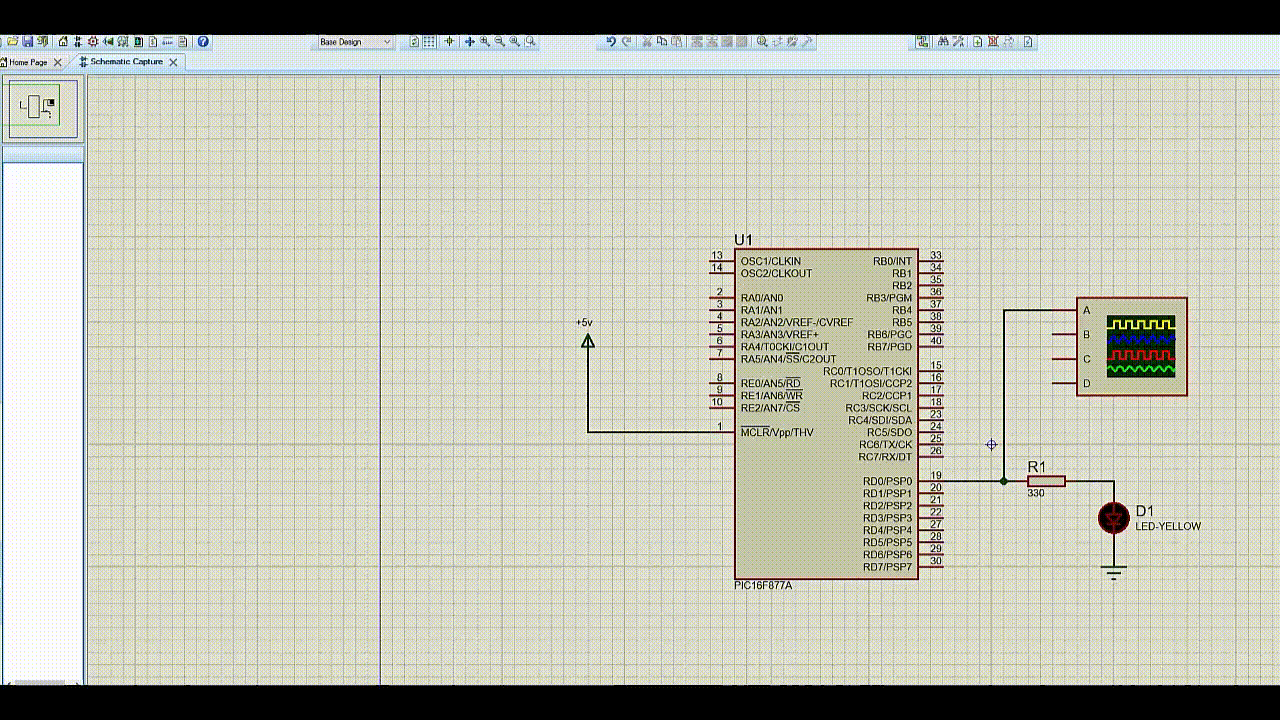 Base Design
Home Page
Schematic Capture
U1
13
OSC1/CLKIN
14
OSC2/CLKOUT
2
RA0/AN0
3
RA1/AN1
4
RA2/AN2/VREF-/CVREF
5
RA3/AN3/VREF+
6
RA4/T0CKI/C1OUT
7
RA5/AN4/SS/C2OUT
8
RE0/AN5/RD
9
RE1/AN6/WR
10
RE2/AN7/CS
1
MCLR/Vpp/THV
RB0/INT
33
RB1
34
RB2
35
RB3/PGM
36
RB4
37
RB5
38
RB6/PGC
39
RB7/PGD
40
RC0/T1OSO/T1CKI
15
RC1/T1OSI/CCP2
16
RC2/CCP1
17
RC3/SCK/SCL
18
RC4/SDI/SDA
23
RC5/SDO
24
RC6/TX/CK
25
RC7/RX/DT
26
RD0/PSP0
19
RD1/PSP1
20
RD2/PSP2
21
RD3/PSP3
22
RD4/PSP4
27
RD5/PSP5
28
RD6/PSP6
29
RD7/PSP7
30
PIC16F877A
+5v
A
B
C
D
R1
330
D1
LED-YELLOW